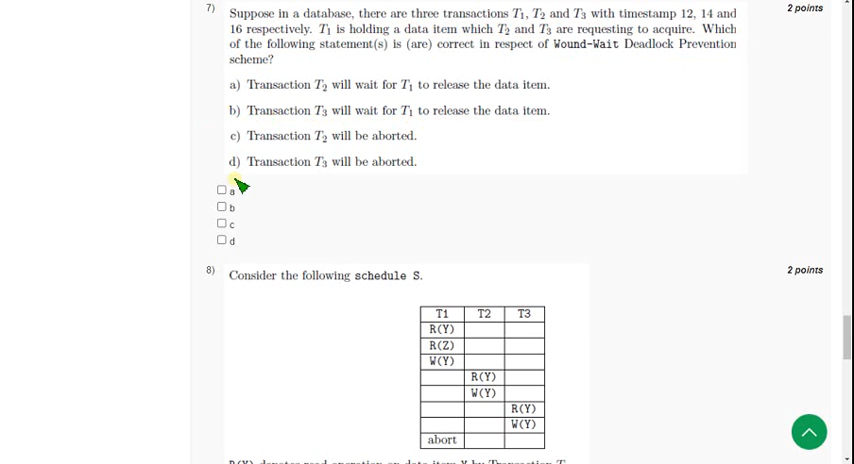 7)
2 points
Suppose in a database, there are three transactions T1, T2 and T3 with timestamp 12, 14 and
16 respectively. T1 is holding a data item which T2 and T3 are requesting to acquire. Which
of the following statement(s) is (are) correct in respect of Wound-Wait Deadlock Prevention
scheme?
a) Transaction T2 will wait for T1 to release the data item.
b) Transaction T3 will wait for T1 to release the data item.
c) Transaction T2 will be aborted.
d) Transaction T3 will be aborted.
a
b
c
d
8)
2 points
Consider the following schedule S.
T1 T2 T3
R(Y)
R(Z)
W(Y)
R(Y)
W(Y)
R(Y)
W(Y)
abort